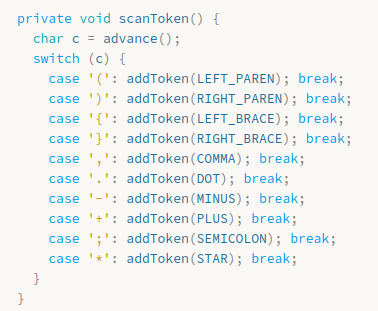 private void scanToken() {
  char c = advance();
  switch (c) {
    case '(': addToken(LEFT_PAREN); break;
    case ')': addToken(RIGHT_PAREN); break;
    case '{': addToken(LEFT_BRACE); break;
    case '}': addToken(RIGHT_BRACE); break;
    case ',': addToken(COMMA); break;
    case '.': addToken(DOT); break;
    case '-': addToken(MINUS); break;
    case '+': addToken(PLUS); break;
    case ';': addToken(SEMICOLON); break;
    case '*': addToken(STAR); break;
  }
}